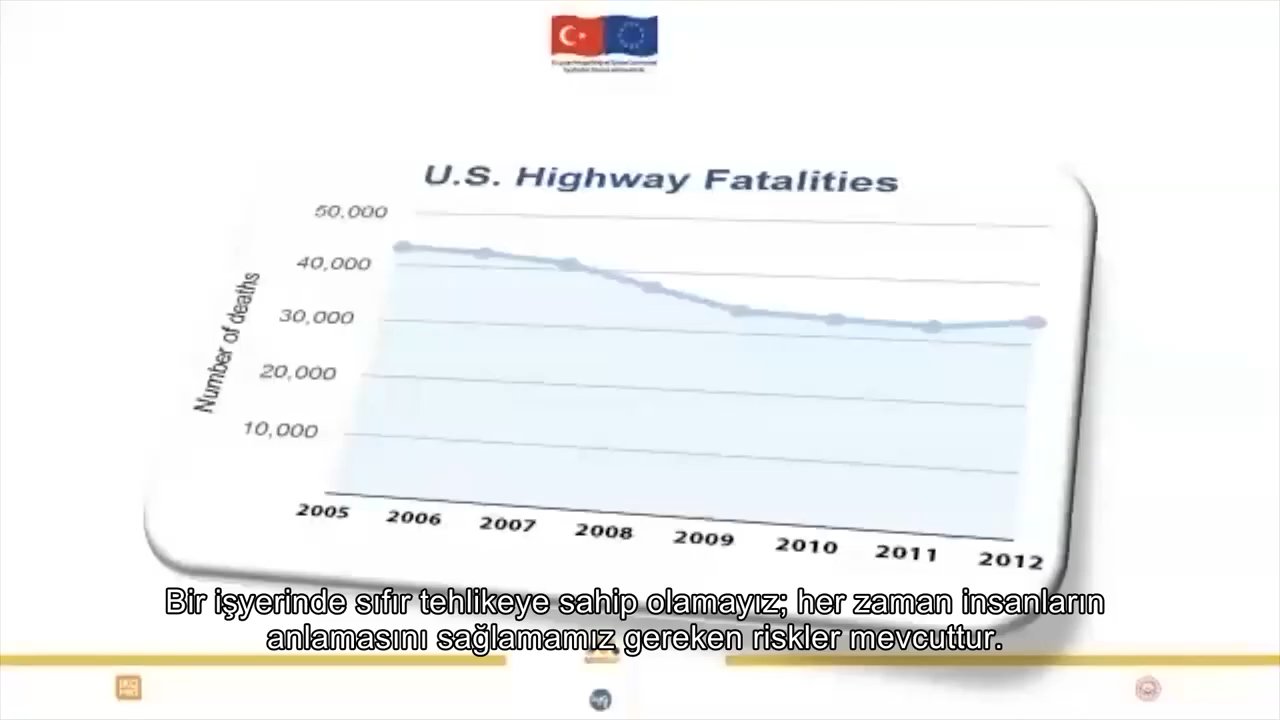 U.S. Highway Fatalities
50,000
40,000
30,000
20,000
10,000
Number of deaths
2005 2006 2007 2008 2009 2010 2011 2012
Bir işyerinde sıfır tehlikeye sahip olamayız; her zaman insanların
anlamasını sağlamamız gereken riskler mevcuttur.